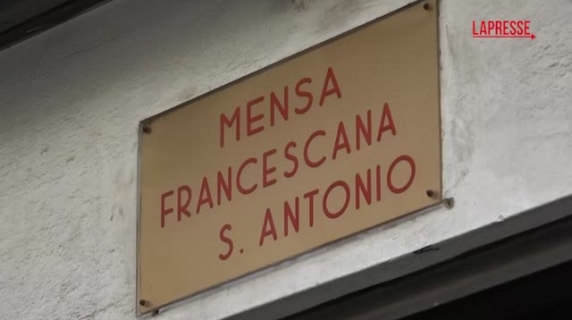 LAPRESSE
MENSA
FRANCESCANA
S. ANTONIO